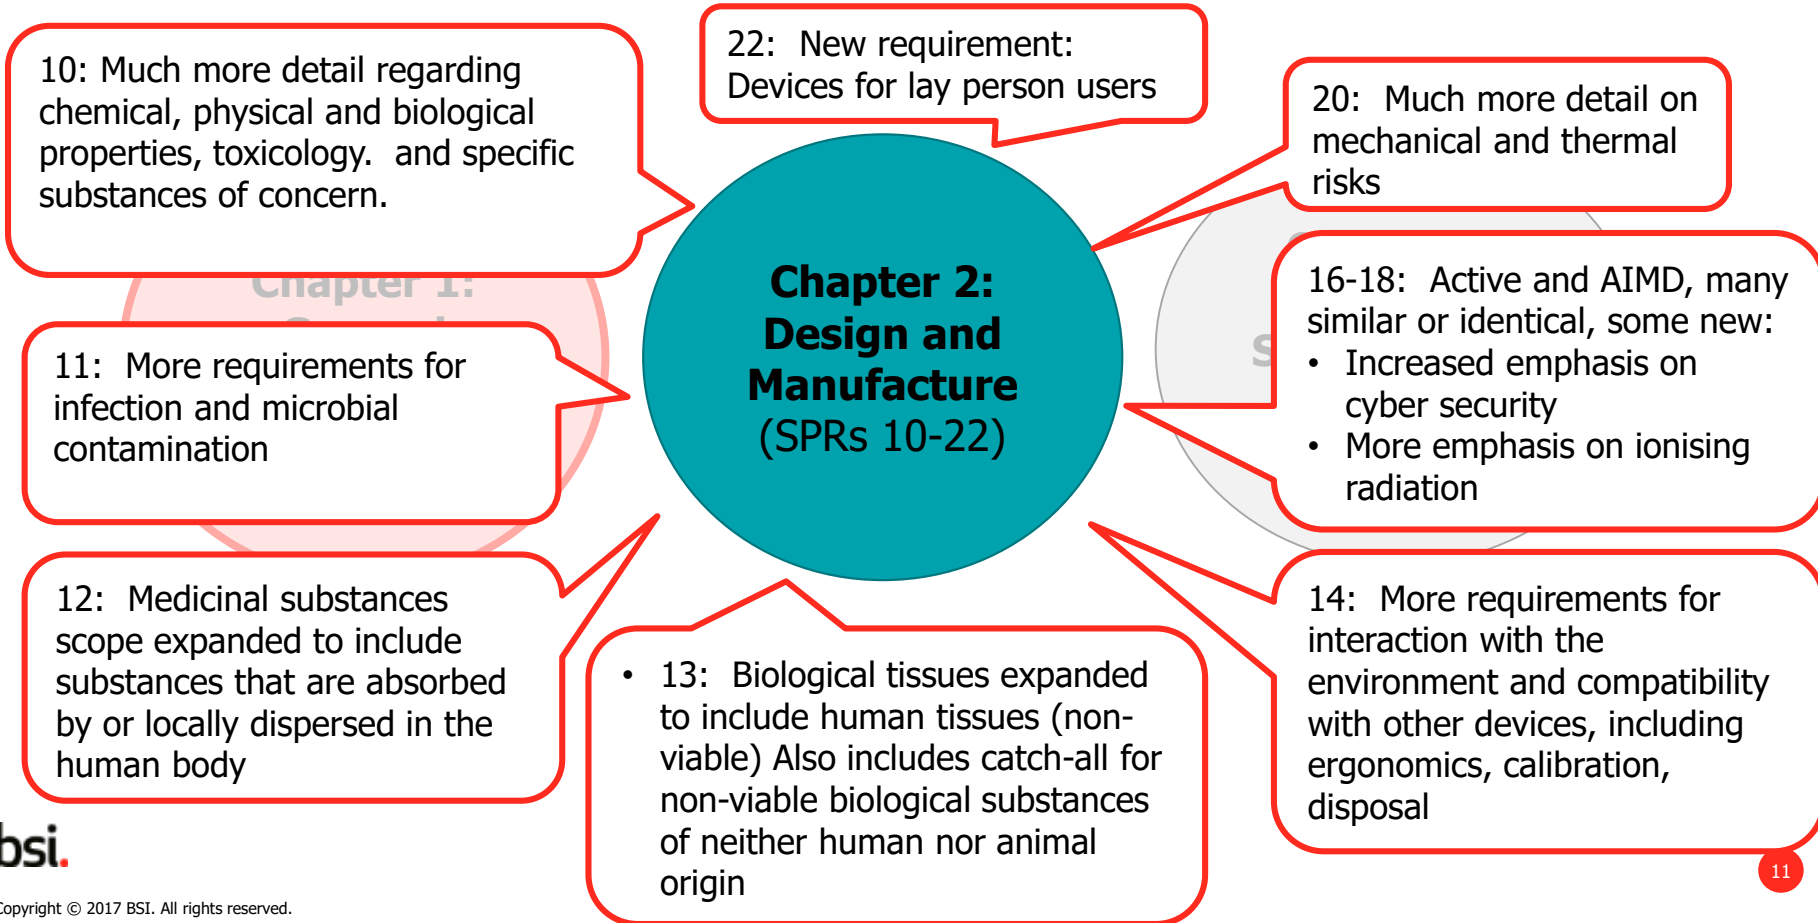 10: Much more detail regarding
chemical, physical and biological
properties, toxicology.  and specific
substances of concern.
22:  New requirement:
Devices for lay person users
20:  Much more detail on
mechanical and thermal
risks
Chapter 1:
Chapter 2:
Design and
Manufacture
(SPRs 10-22)
16-18:  Active and AIMD, many
similar or identical, some new:
• Increased emphasis on
cyber security
• More emphasis on ionising
radiation
11:  More requirements for
infection and microbial
contamination
12:  Medicinal substances
scope expanded to include
substances that are absorbed
by or locally dispersed in the
human body
• 13:  Biological tissues expanded
to include human tissues (non-
viable) Also includes catch-all for
non-viable biological substances
of neither human nor animal
origin
14:  More requirements for
interaction with the
environment and compatibility
with other devices, including
ergonomics, calibration,
disposal
bsi.
11
Copyright © 2017 BSI. All rights reserved.